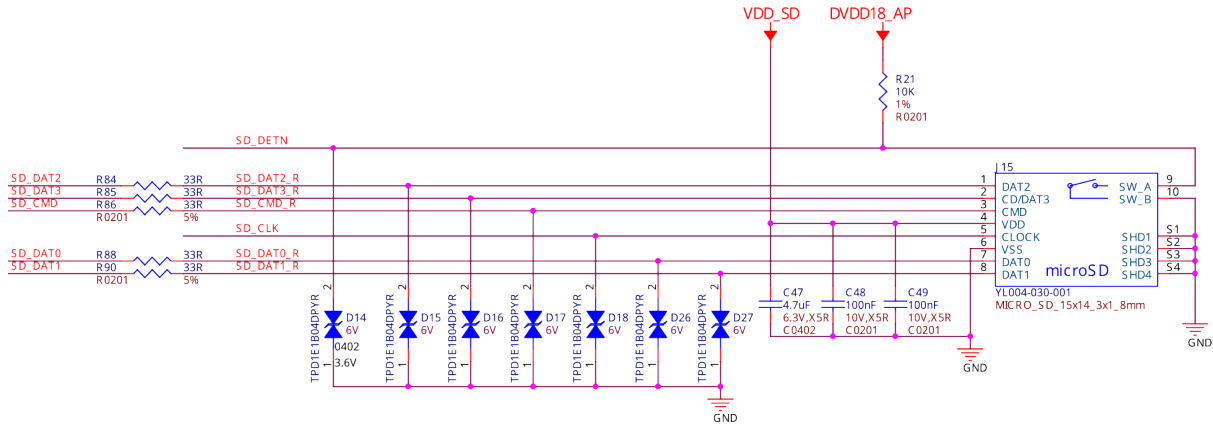 VDD_SD DVDD18_AP
R21
10K
1%
R0201
SD_DETN
J15
SD_DAT2 R84 33R SD_DAT2_R 1 DAT2 SW_A 9
SD_DAT3 R85 33R SD_DAT3_R 2 CD/DAT3 SW_B 10
SD_CMD R86 33R SD_CMD_R 3 CMD
R0201 5% 4 VDD
SD_CLK 5 CLOCK SHD1 S1
6 VSS SHD2 S2
SD_DAT0 R88 33R SD_DAT0_R 7 DAT0 SHD3 S3
SD_DAT1 R90 33R SD_DAT1_R 8 DAT1 SHD4 S4
R0201 5%
microSD
YL004-030-001
MICRO_SD_15x14_3x1_8mm
2 2 2 2 2 2 2
TPD1E1B04DPYR TPD1E1B04DPYR TPD1E1B04DPYR TPD1E1B04DPYR TPD1E1B04DPYR TPD1E1B04DPYR TPD1E1B04DPYR
D14 D15 D16 D17 D18 D26 D27
6V 6V 6V 6V 6V 6V 6V
0402
3.6V
1 1 1 1 1 1 1
C47 C48 C49
4.7uF 100nF 100nF
6.3V,X5R 10V,X5R 10V,X5R
C0402 C0201 C0201
GND
GND
GND